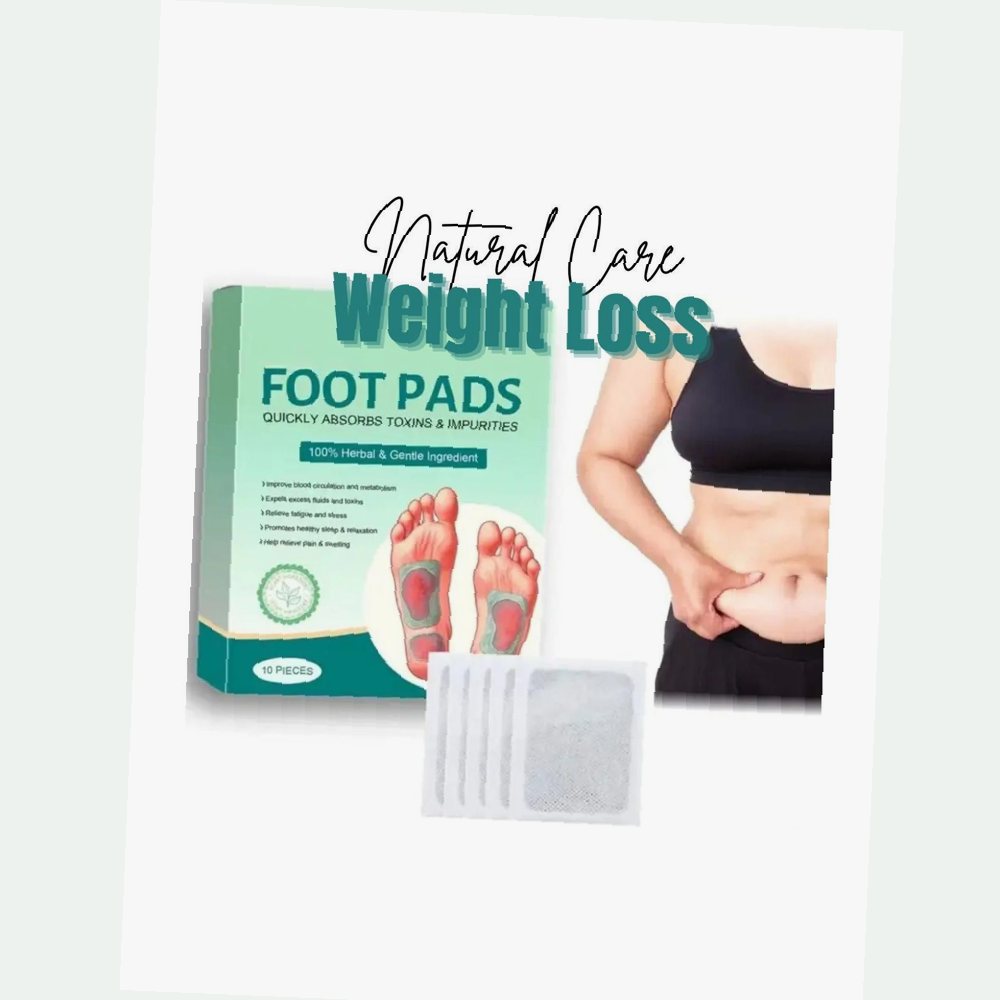 Natural Care
Weight Loss
FOOT PADS
QUICKLY ABSORBS TOXINS & IMPURITIES
100% Herbal & Gentle Ingredient
Improve blood circulation and metabolism
Expels excess fluids and toxins
Relieve fatigue and stress
Promotes healthy sleep & relaxation
Help relieve pain & swelling
10 PIECES